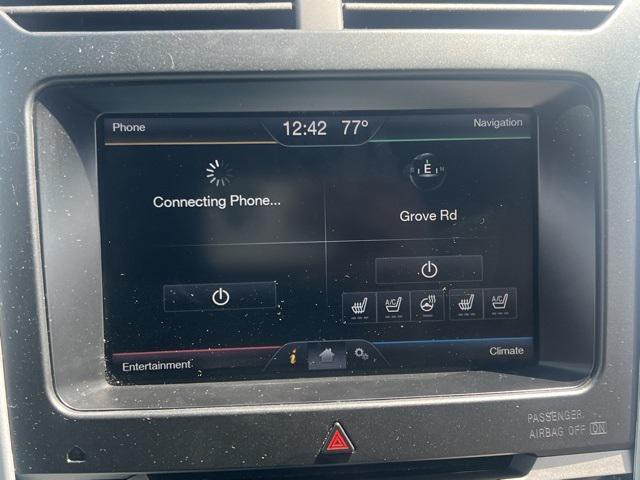 Phone
12:42 77°
Navigation
Connecting Phone...
E
Grove Rd
A/C
A/C
Entertainment
i
Climate
PASSENGER
AIRBAG OFF ON